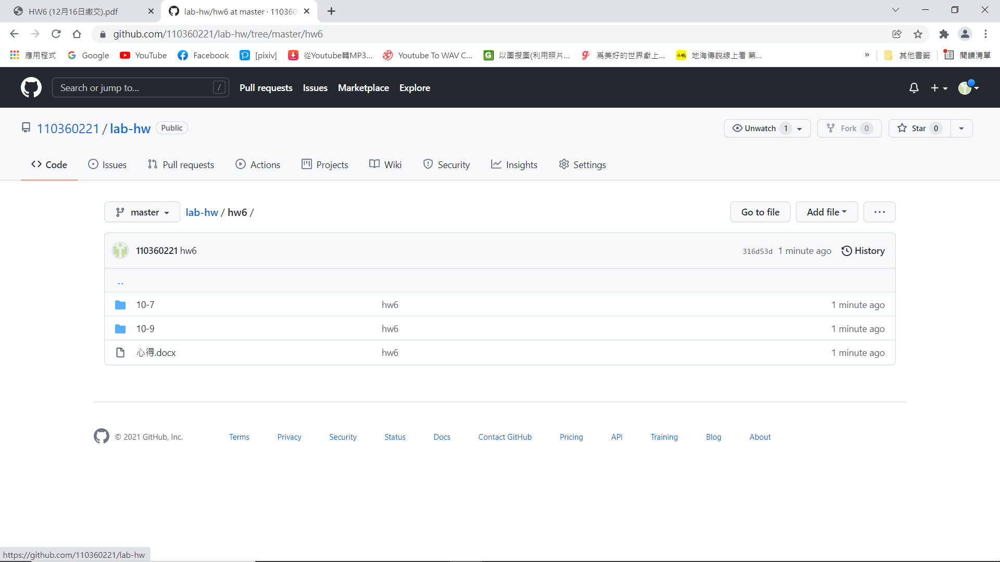 HW6 (12月16日繳交).pdf
lab-hw/hw6 at master · 110360
github.com/110360221/lab-hw/tree/master/hw6
應用程式 Google YouTube Facebook [pixiv] 從Youtube轉MP3... Youtube To WAV C... 以圖搜圖(利用照片... 為美好的世界獻上... 地海傳說線上看 第... » 其他書籤 閱讀清單
Search or jump to... / Pull requests Issues Marketplace Explore
110360221 / lab-hw Public Unwatch 1 Fork 0 Star 0
Code Issues Pull requests Actions Projects Wiki Security Insights Settings
master lab-hw / hw6 / Go to file Add file ...
110360221 hw6 316d53d 1 minute ago History
..
10-7 hw6 1 minute ago
10-9 hw6 1 minute ago
心得.docx hw6 1 minute ago
© 2021 GitHub, Inc. Terms Privacy Security Status Docs Contact GitHub Pricing API Training Blog About
https://github.com/110360221/lab-hw